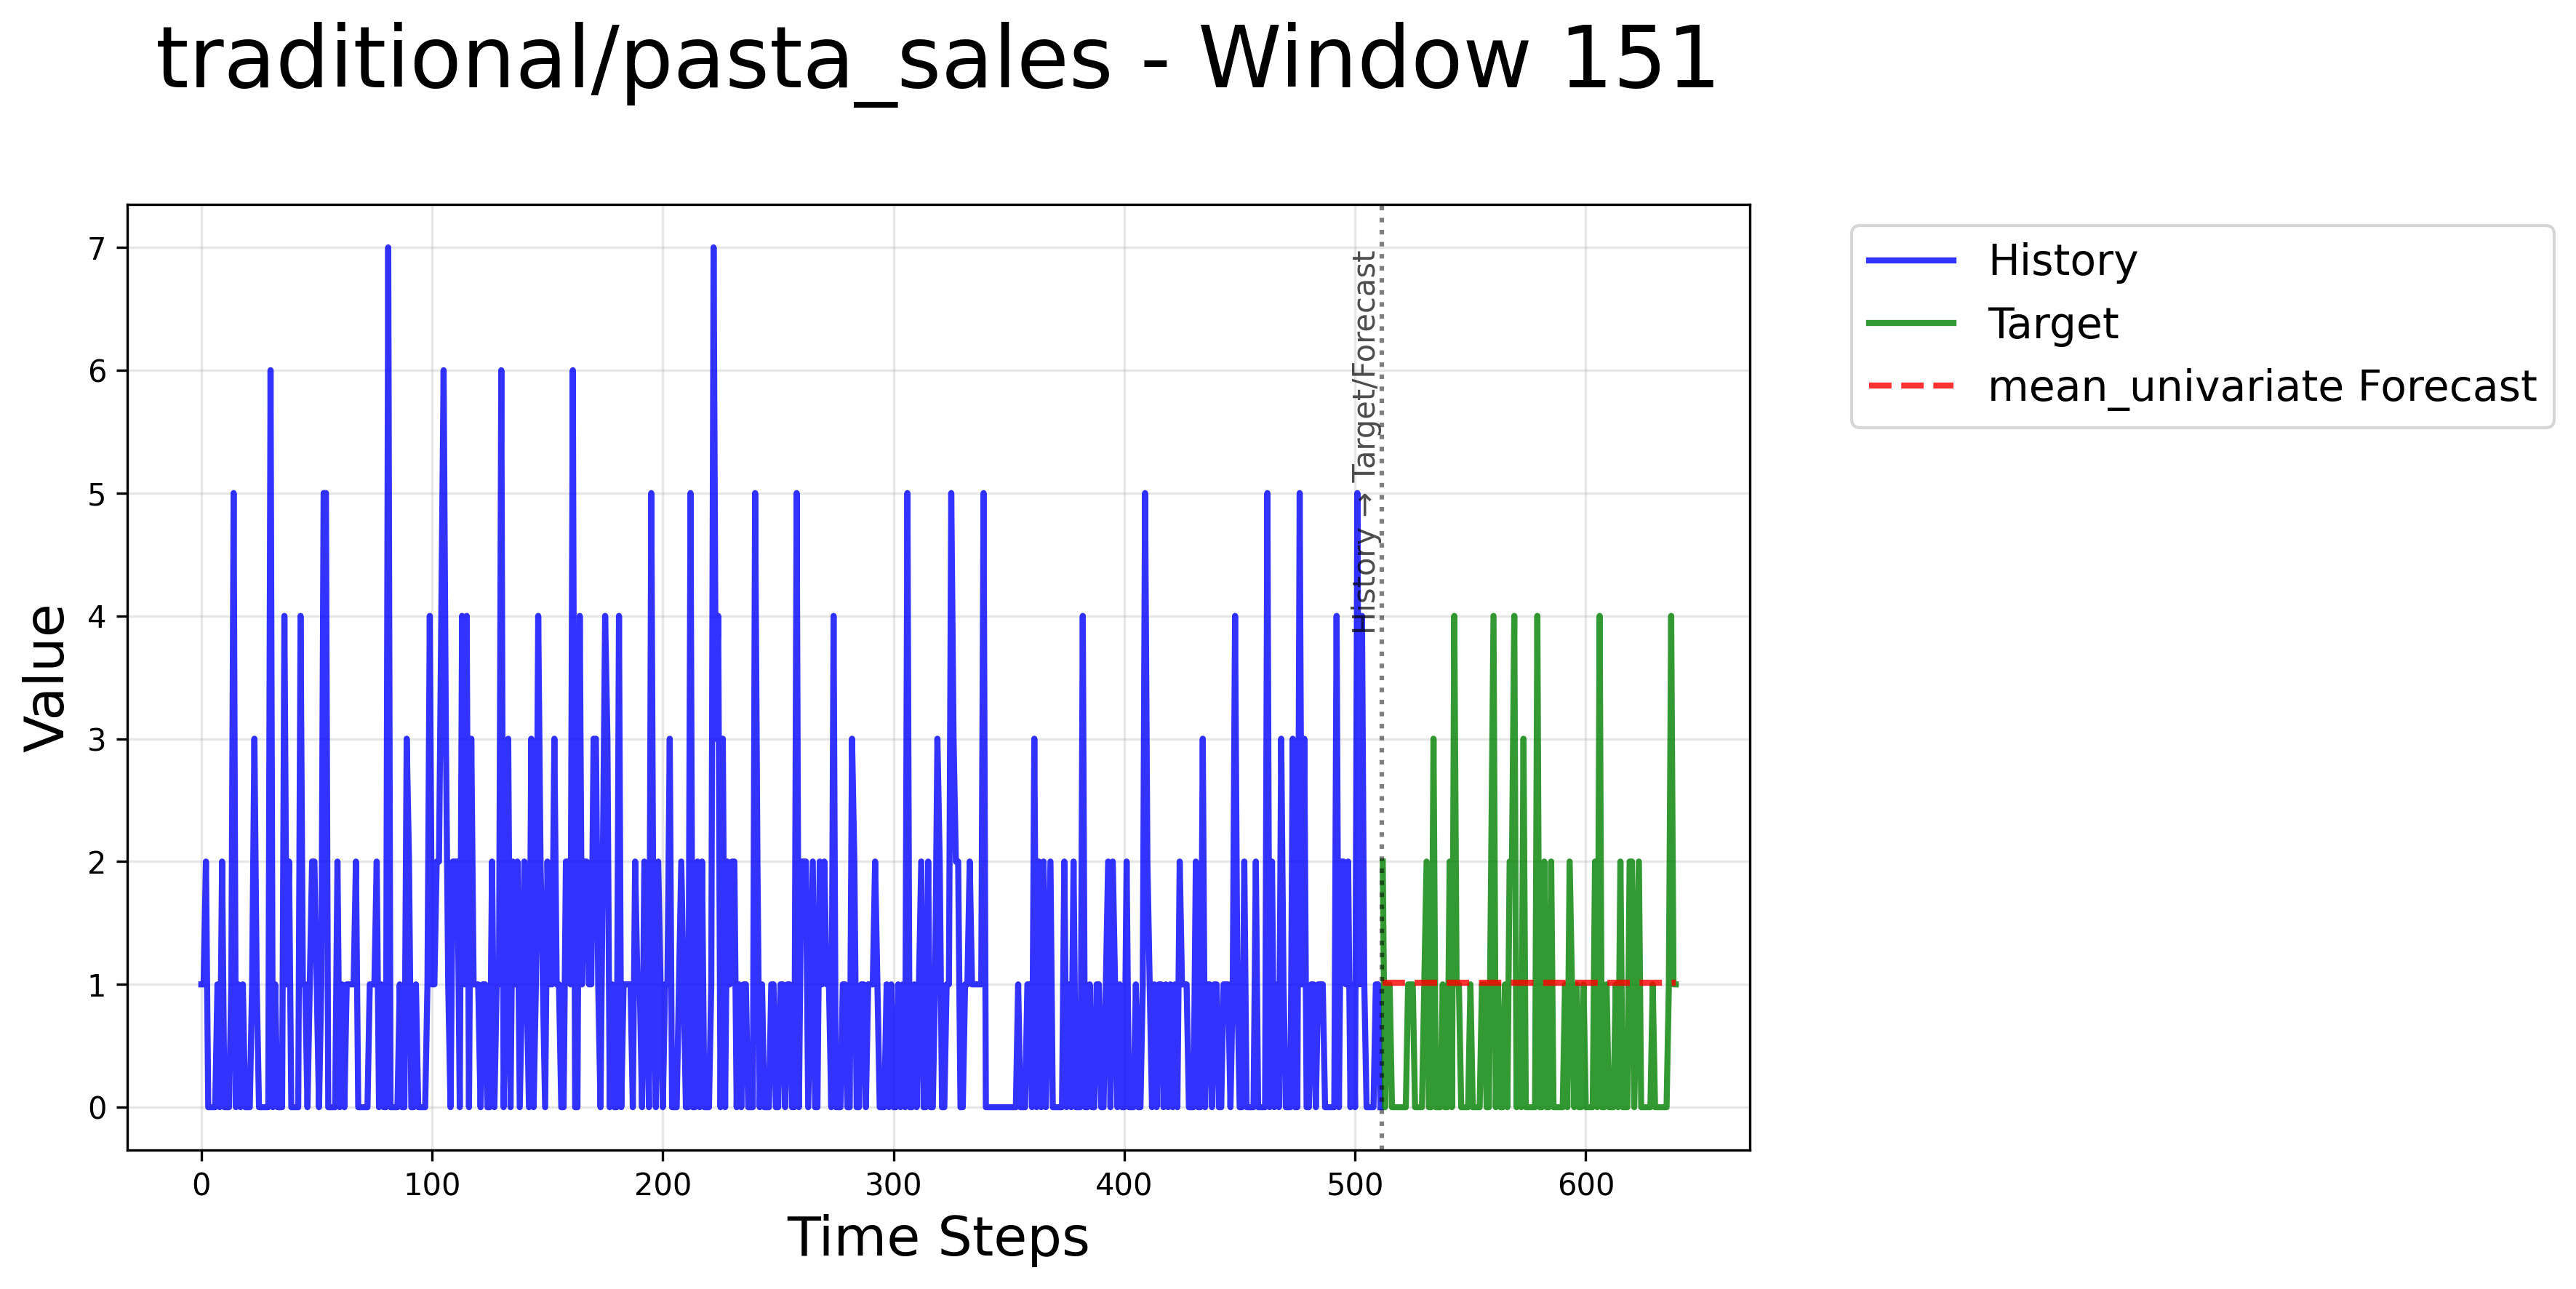 traditional/pasta_sales - Window 151
History
Target
mean_univariate Forecast
History → Target/Forecast
Value
7
6
5
4
3
2
1
0
0 100 200 300 400 500 600
Time Steps